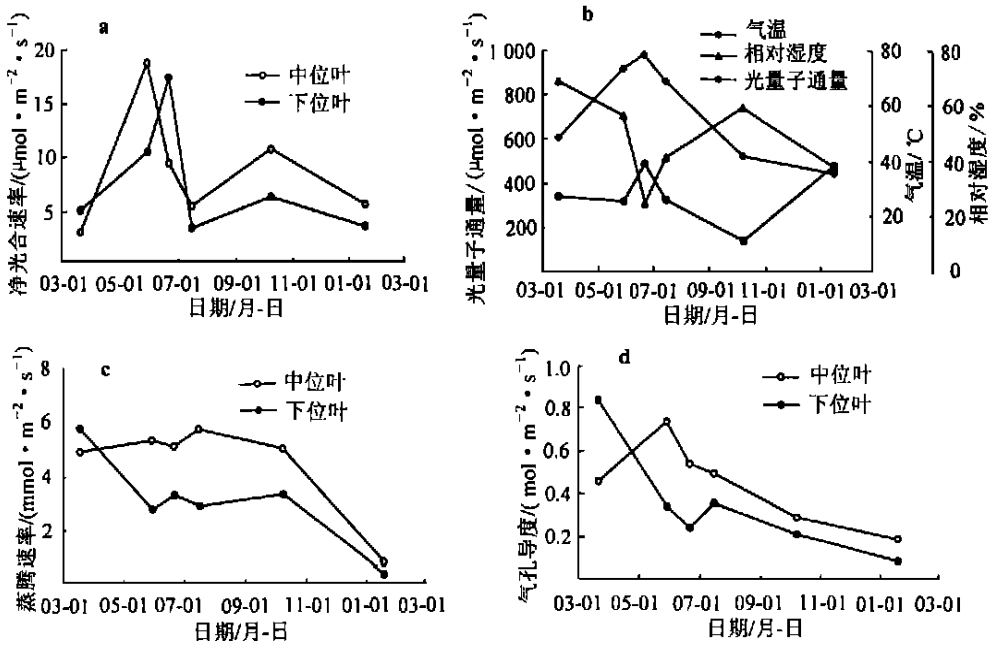 a
净光合速率/(μmol·m⁻²·s⁻¹)
20
15
10
5
中位叶
下位叶
03-01 05-01 07-01 09-01 11-01 01-01 03-01
日期/月-日
b
光量子通量/(μmol·m⁻²·s⁻¹)
1 000
800
600
400
200
气温
相对湿度
光量子通量
80
60
40
20
气温/℃
80
60
40
20
0
相对湿度/%
03-01 05-01 07-01 09-01 11-01 01-01 03-01
日期/月-日
c
蒸腾速率/(mmol·m⁻²·s⁻¹)
8
6
4
2
中位叶
下位叶
03-01 05-01 07-01 09-01 11-01 01-01 03-01
日期/月-日
d
气孔导度/(mol·m⁻²·s⁻¹)
1.0
0.8
0.6
0.4
0.2
中位叶
下位叶
03-01 05-01 07-01 09-01 11-01 01-01 03-01
日期/月-日